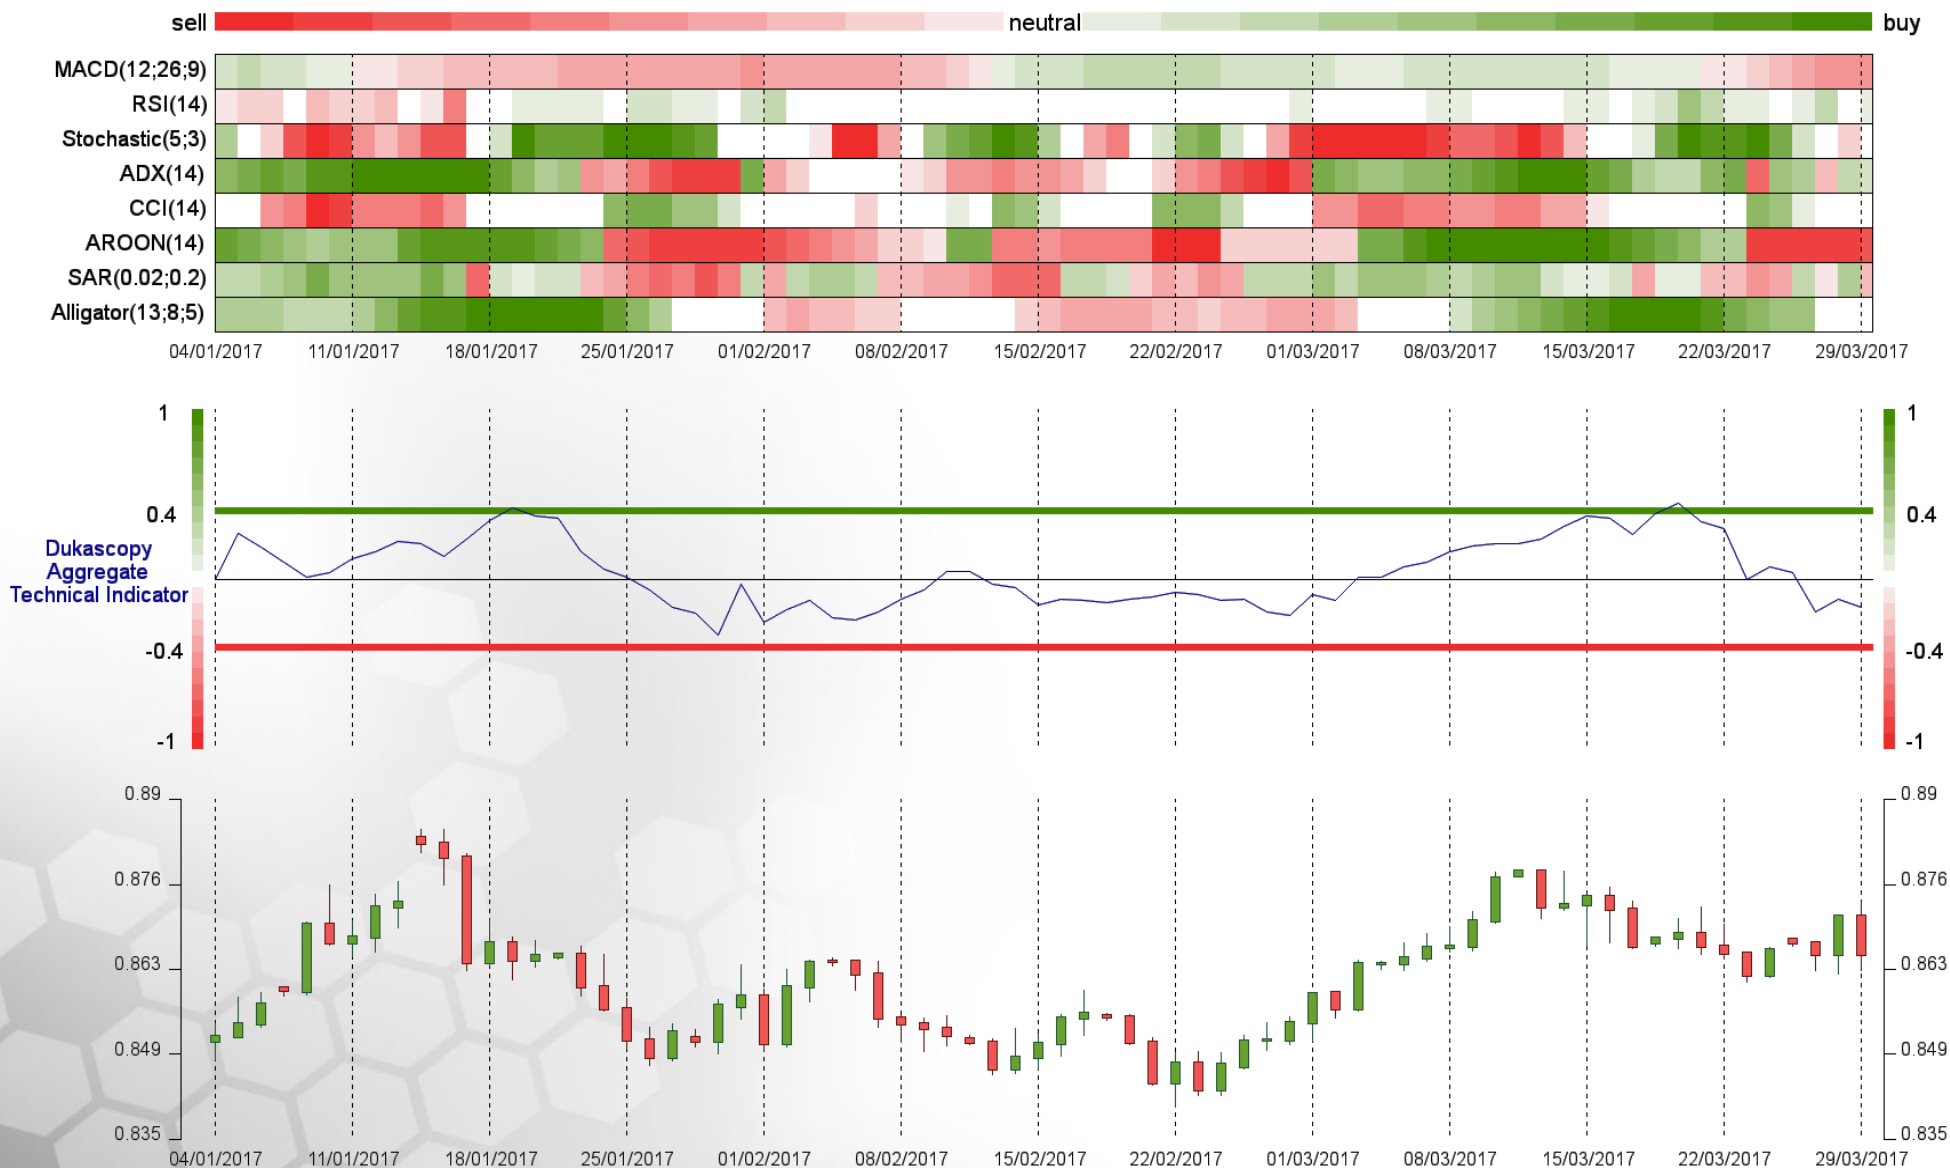 sell neutral buy
MACD(12;26;9)
RSI(14)
Stochastic(5;3)
ADX(14)
CCI(14)
AROON(14)
SAR(0.02;0.2)
Alligator(13;8;5)
04/01/2017 11/01/2017 18/01/2017 25/01/2017 01/02/2017 08/02/2017 15/02/2017 22/02/2017 01/03/2017 08/03/2017 15/03/2017 22/03/2017 29/03/2017
1 1
0.4 0.4
Dukascopy
Aggregate
Technical Indicator
-0.4 -0.4
-1 -1
0.89 0.89
0.876 0.876
0.863 0.863
0.849 0.849
0.835 0.835
04/01/2017 11/01/2017 18/01/2017 25/01/2017 01/02/2017 08/02/2017 15/02/2017 22/02/2017 01/03/2017 08/03/2017 15/03/2017 22/03/2017 29/03/2017